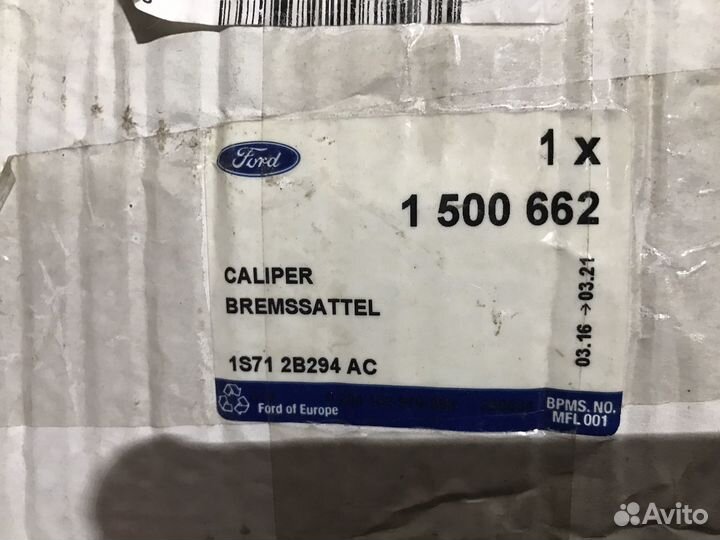 Ford
1 x
1 500 662
CALIPER
BREMSSATTEL
03.16 → 03.21
1S71 2B294 AC
Ford of Europe
BPMS. NO.
MFL 001
Avito